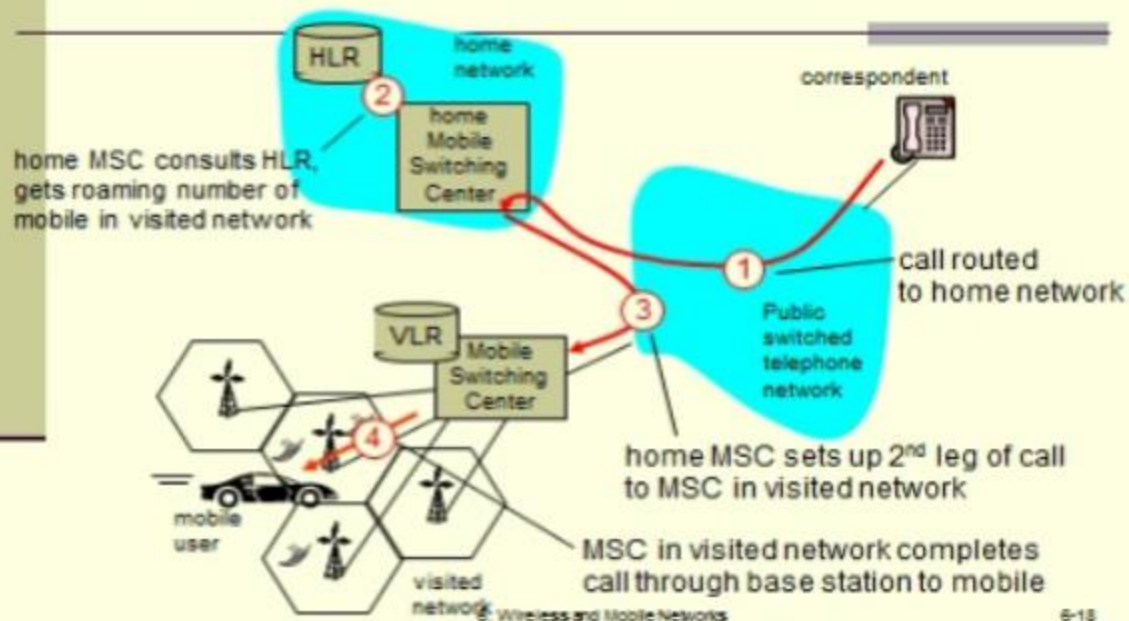 HLR
home
network
2
home
Mobile
Switching
Center
home MSC consults HLR,
gets roaming number of
mobile in visited network
correspondent
1
call routed
to home network
Public
switched
telephone
network
3
VLR
Mobile
Switching
Center
4
home MSC sets up 2nd leg of call
to MSC in visited network
mobile
user
MSC in visited network completes
call through base station to mobile
visited
network
6: Wireless and Mobile Networks
6-18